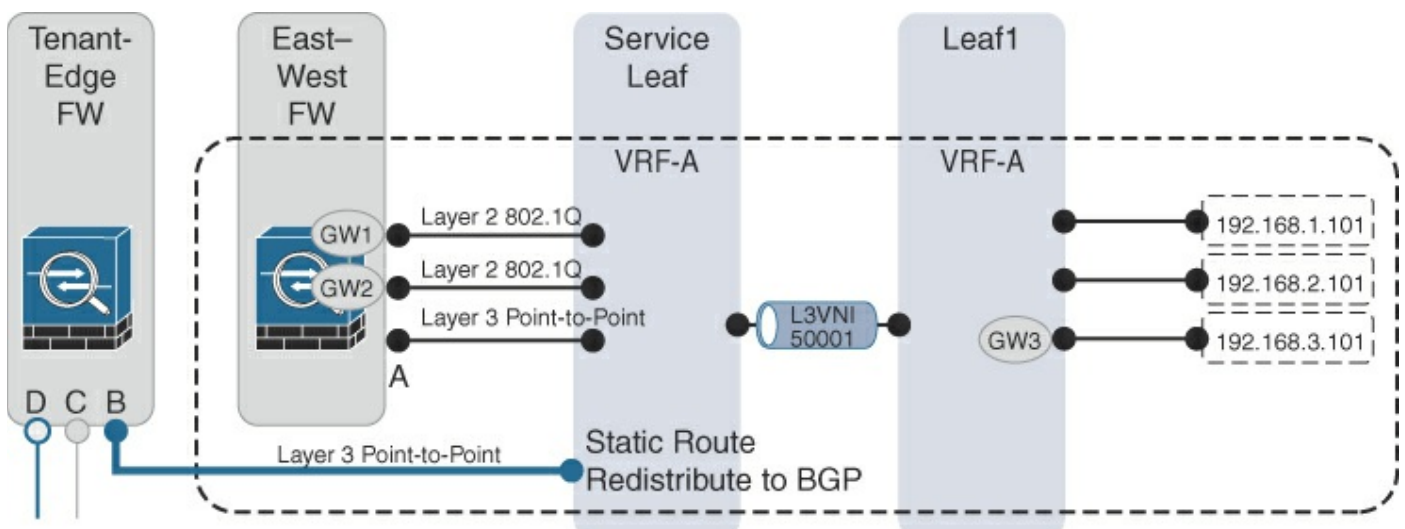 Tenant-
Edge
FW
East–
West
FW
Service
Leaf
Leaf1
VRF-A
VRF-A
GW1
Layer 2 802.1Q
192.168.1.101
GW2
Layer 2 802.1Q
192.168.2.101
Layer 3 Point-to-Point
L3VNI
50001
GW3
192.168.3.101
A
D
C
B
Layer 3 Point-to-Point
Static Route
Redistribute to BGP